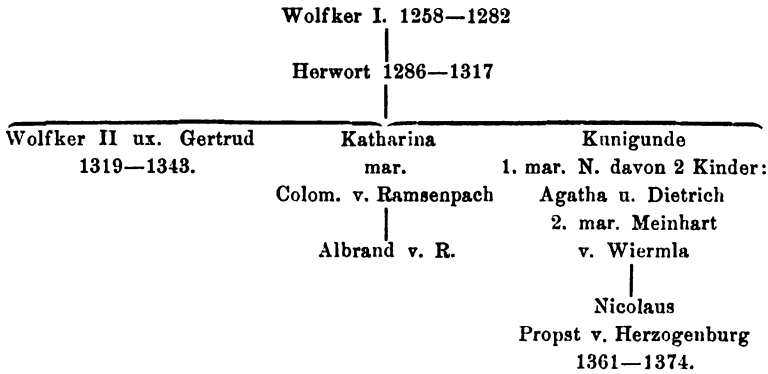 Wolfker I. 1258—1282
Herwort 1286—1317
Wolfker II ux. Gertrud
1319—1343.
Katharina
mar.
Colom. v. Ramsenpach
Albrand v. R.
Kunigunde
1. mar. N. davon 2 Kinder:
Agatha u. Dietrich
2. mar. Meinhart
v. Wiermla
Nicolaus
Propst v. Herzogenburg
1361—1374.